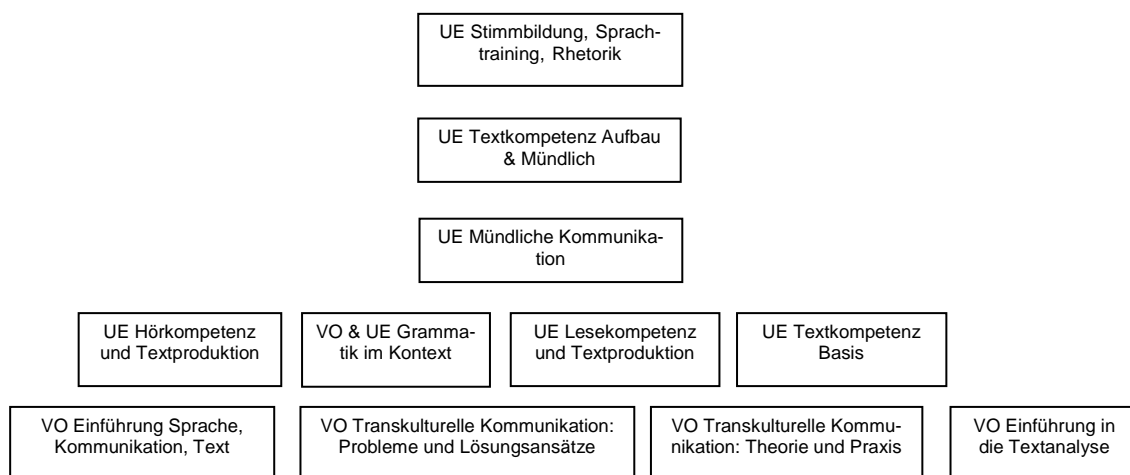 UE Stimmbildung, Sprach-
training, Rhetorik
UE Textkompetenz Aufbau
& Mündlich
UE Mündliche Kommunika-
tion
UE Hörkompetenz
und Textproduktion
VO & UE Gramma-
tik im Kontext
UE Lesekompetenz
und Textproduktion
UE Textkompetenz
Basis
VO Einführung Sprache,
Kommunikation, Text
VO Transkulturelle Kommunikation:
Probleme und Lösungsansätze
VO Transkulturelle Kommu-
nikation: Theorie und Praxis
VO Einführung in
die Textanalyse